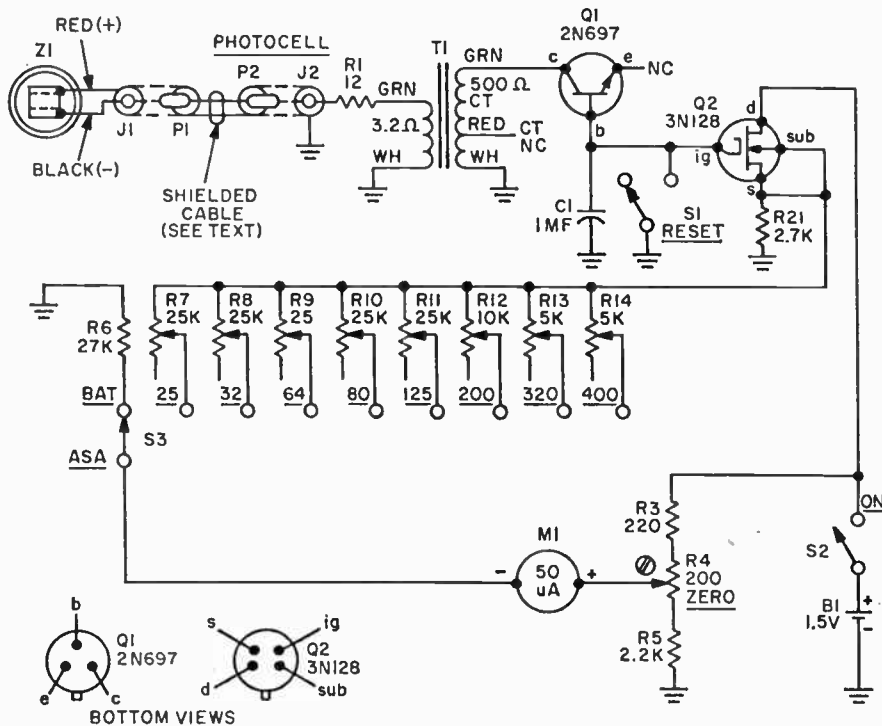 RED(+)
Z1
PHOTOCELL
J1
P1
P2
J2
BLACK(-)
SHIELDED
CABLE
(SEE TEXT)
R1
12
GRN
3.2Ω
WH
T1
GRN
500 Ω
CT
RED
CT
NC
WH
Q1
2N697
c
e
NC
b
C1
1MF
S1
RESET
Q2
3N128
d
sub
ig
s
R21
2.7K
R6
27K
R7
25K
R8
25K
R9
25
R10
25K
R11
25K
R12
10K
R13
5K
R14
5K
BAT
25
32
64
80
125
200
320
400
S3
ASA
M1
-
50
uA
+
R3
220
R4
200
ZERO
R5
2.2K
ON
S2
B1
1.5V
+
-
b
Q1
2N697
e
c
s
ig
Q2
3N128
d
sub
BOTTOM VIEWS